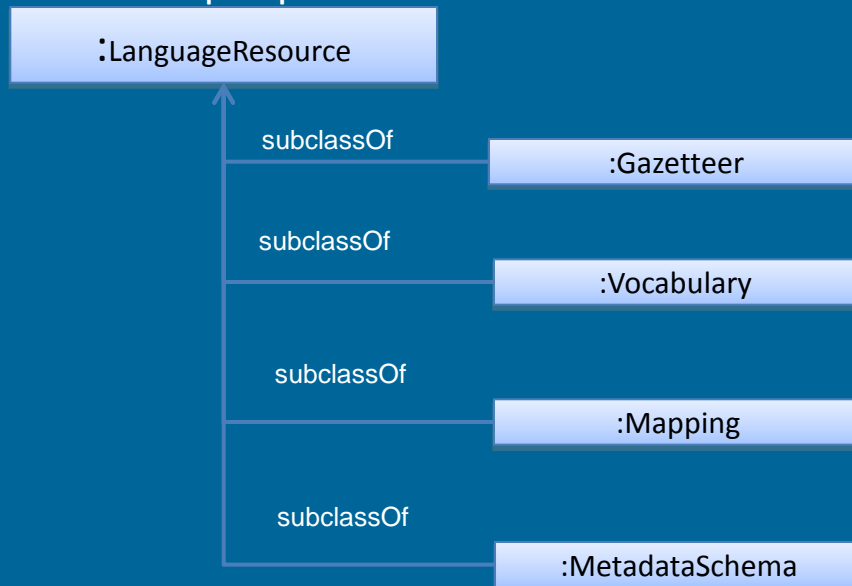 :LanguageResource
subclassOf
:Gazetteer
subclassOf
:Vocabulary
subclassOf
:Mapping
subclassOf
:MetadataSchema